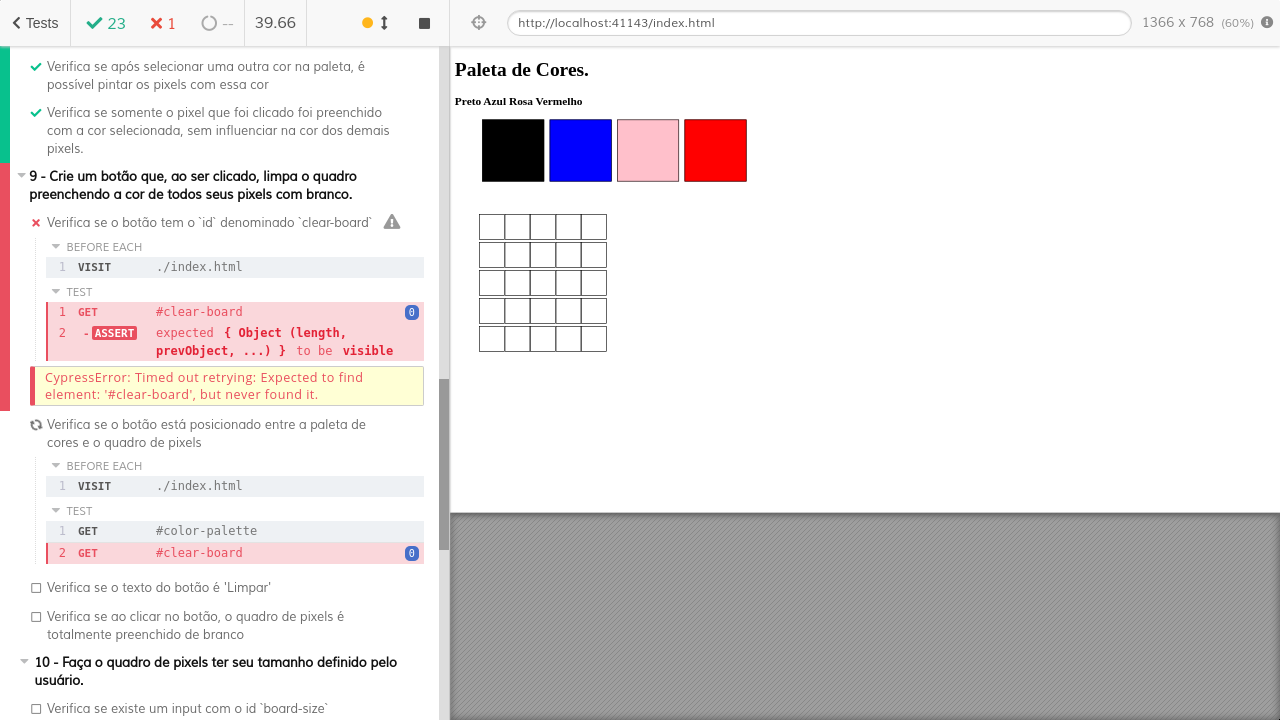 Tests
23
1
--
39.66
http://localhost:41143/index.html
1366 x 768 (60%)
Verifica se após selecionar uma outra cor na paleta, é
possível pintar os pixels com essa cor
Verifica se somente o pixel que foi clicado foi preenchido
com a cor selecionada, sem influenciar na cor dos demais
pixels.
9 - Crie um botão que, ao ser clicado, limpa o quadro
preenchendo a cor de todos seus pixels com branco.
Verifica se o botão tem o `id` denominado `clear-board`
BEFORE EACH
1 VISIT ./index.html
TEST
1 GET #clear-board 0
2 - ASSERT expected { Object (length,
prevObject, ...) } to be visible
CypressError: Timed out retrying: Expected to find
element: '#clear-board', but never found it.
Verifica se o botão está posicionado entre a paleta de
cores e o quadro de pixels
BEFORE EACH
1 VISIT ./index.html
TEST
1 GET #color-palette
2 GET #clear-board 0
Verifica se o texto do botão é 'Limpar'
Verifica se ao clicar no botão, o quadro de pixels é
totalmente preenchido de branco
10 - Faça o quadro de pixels ter seu tamanho definido pelo
usuário.
Verifica se existe um input com o id `board-size`
Paleta de Cores.
Preto Azul Rosa Vermelho